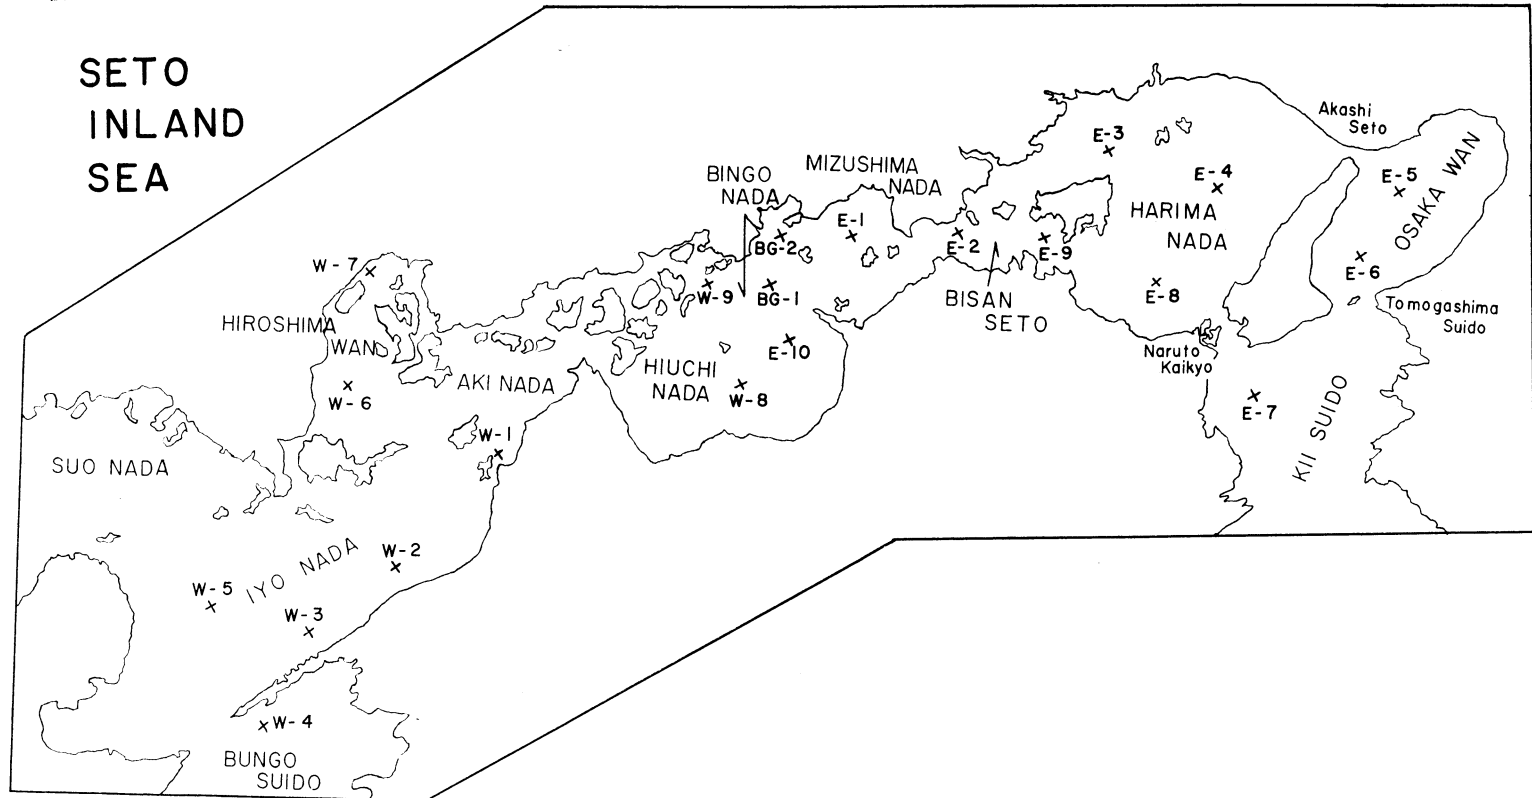 SETO
INLAND
SEA
Akashi
Seto
E-3
MIZUSHIMA
NADA
BINGO
NADA
E-4
E-5
OSAKA WAN
HARIMA
NADA
E-1
BG-2
E-2
E-9
E-6
W-7
W-9
BG-1
E-8
BISAN
SETO
Tomogashima
Suido
HIROSHIMA
WAN
E-10
Naruto
Kaikyo
HIUCHI
NADA
AKI NADA
W-8
W-6
E-7
KII SUIDO
W-1
SUO NADA
W-2
IYO NADA
W-5
W-3
W-4
BUNGO
SUIDO